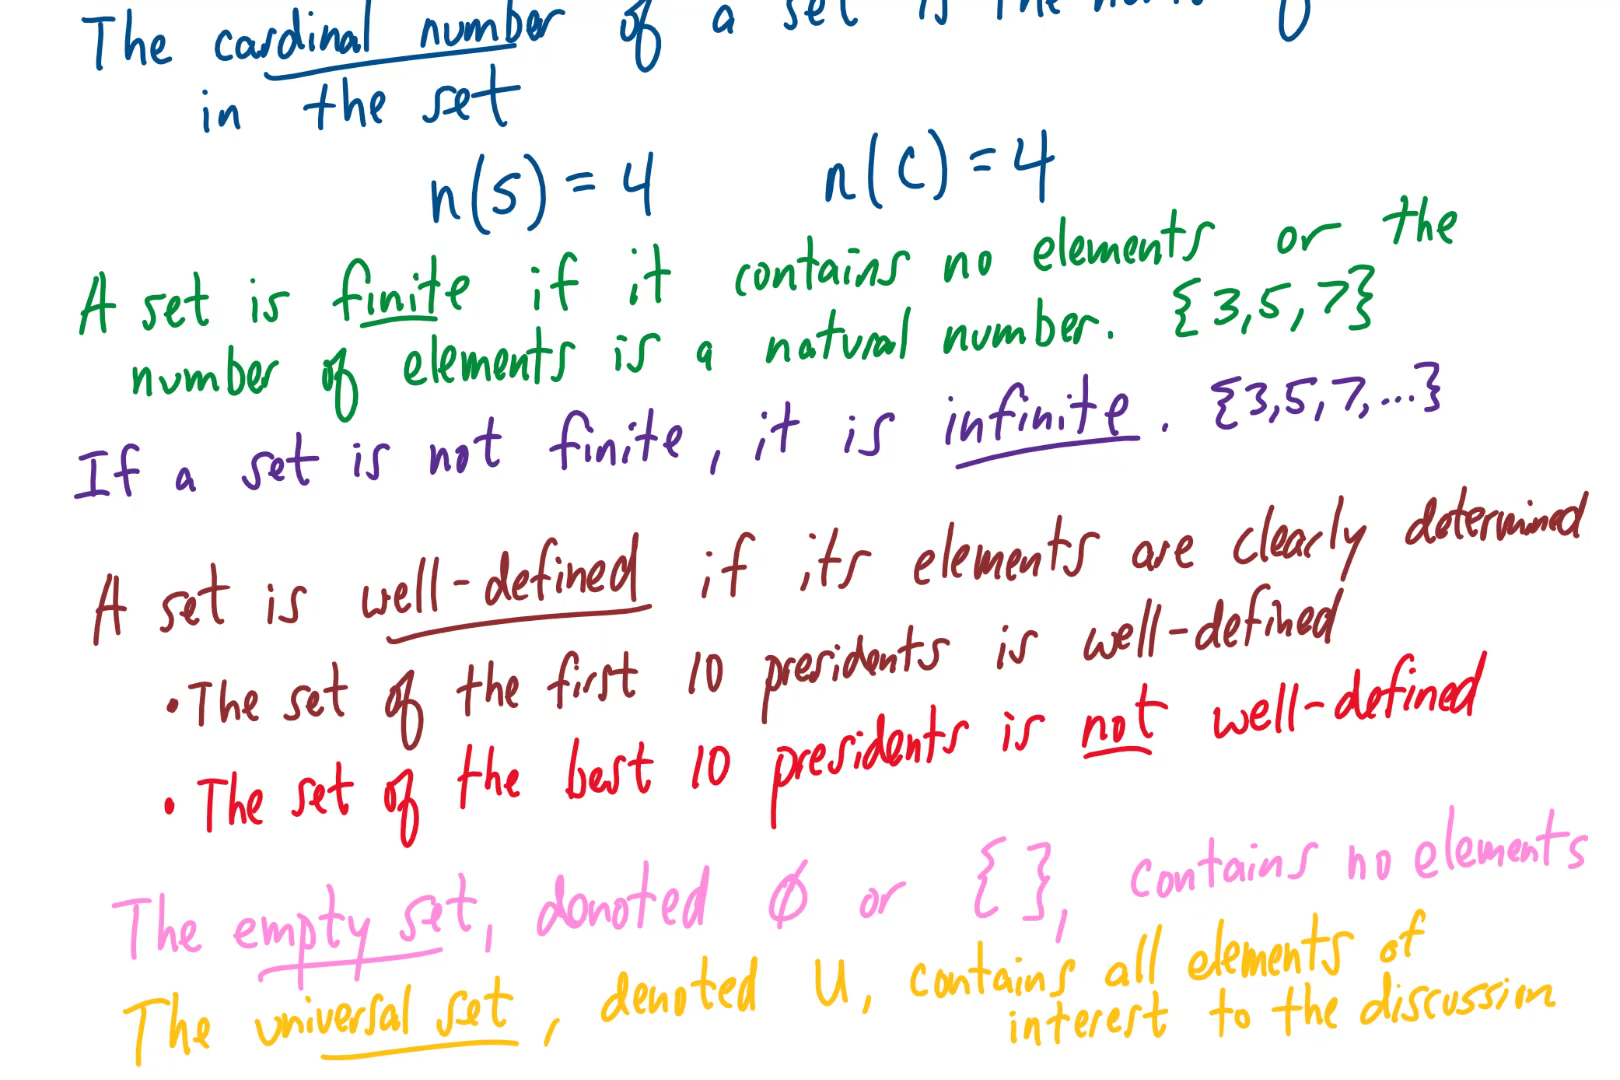 The cardinal number of a set is the
in the set
n(s) = 4 n(c) = 4
A set is finite if it contains no elements or the
number of elements is a natural number. {3,5,7}
If a set is not finite, it is infinite. {3,5,7,...}
A set is well-defined if its elements are clearly determined
• The set of the first 10 presidents is well-defined
• The set of the best 10 presidents is not well-defined
The empty set, donoted Ø or { }, contains no elements
The universal set, denoted U, contains all elements of
interest to the discussion